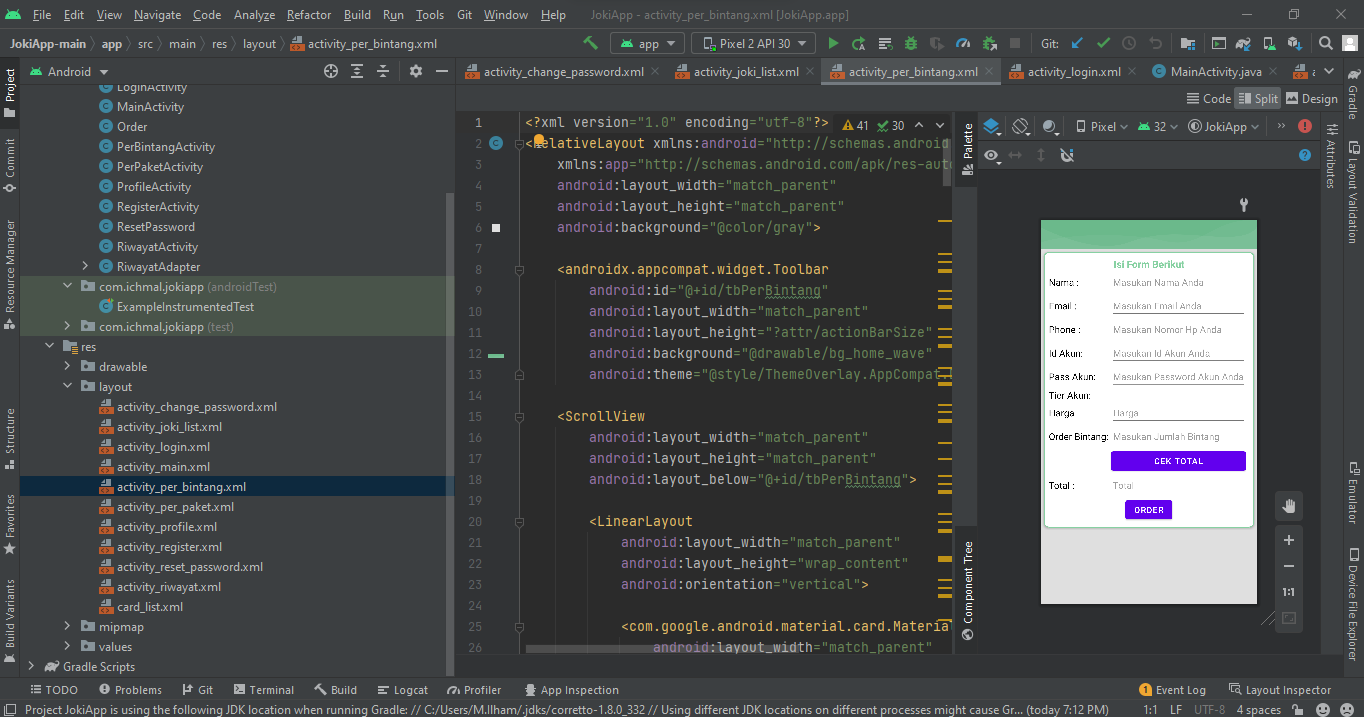 File Edit View Navigate Code Analyze Refactor Build Run Tools Git Window Help JokiApp - activity_per_bintang.xml [JokiApp.app]
JokiApp-main app src main res layout activity_per_bintang.xml app Pixel 2 API 30 Git:
Project
Commit
Resource Manager
Structure
Favorites
Build Variants
Android
LoginActivity
MainActivity
Order
PerBintangActivity
PerPaketActivity
ProfileActivity
RegisterActivity
ResetPassword
RiwayatActivity
RiwayatAdapter
com.ichmal.jokiapp (androidTest)
ExampleInstrumentedTest
com.ichmal.jokiapp (test)
res
drawable
layout
activity_change_password.xml
activity_joki_list.xml
activity_login.xml
activity_main.xml
activity_per_bintang.xml
activity_per_paket.xml
activity_profile.xml
activity_register.xml
activity_reset_password.xml
activity_riwayat.xml
card_list.xml
mipmap
values
Gradle Scripts
activity_change_password.xml activity_joki_list.xml activity_per_bintang.xml activity_login.xml MainActivity.java a
Code Split Design
41 30
1 <?xml version="1.0" encoding="utf-8"?>
2 <RelativeLayout xmlns:android="http://schemas.android
3 xmlns:app="http://schemas.android.com/apk/res-aut
4 android:layout_width="match_parent"
5 android:layout_height="match_parent"
6 android:background="@color/gray">
7
8 <androidx.appcompat.widget.Toolbar
9 android:id="@+id/tbPerBintang"
10 android:layout_width="match_parent"
11 android:layout_height="?attr/actionBarSize"
12 android:background="@drawable/bg_home_wave"
13 android:theme="@style/ThemeOverlay.AppCompat.
14
15 <ScrollView
16 android:layout_width="match_parent"
17 android:layout_height="match_parent"
18 android:layout_below="@+id/tbPerBintang">
19
20 <LinearLayout
21 android:layout_width="match_parent"
22 android:layout_height="wrap_content"
23 android:orientation="vertical">
24
25 <com.google.android.material.card.Material
26 android:layout_width="match_parent"
Palette
Component Tree
Pixel 32 JokiApp
Isi Form Berikut
Nama : Masukan Nama Anda
Email : Masukan Email Anda
Phone : Masukan Nomor Hp Anda
Id Akun: Masukan Id Akun Anda
Pass Akun: Masukan Password Akun Anda
Tier Akun:
Harga Harga
Order Bintang: Masukan Jumlah Bintang
CEK TOTAL
Total : Total
ORDER
1:1
Attributes
Gradle
Layout Validation
Emulator
Device File Explorer
TODO Problems Git Terminal Build Logcat Profiler App Inspection 1 Event Log Layout Inspector
Project JokiApp is using the following JDK location when running Gradle: // C:/Users/M.Ilham/.jdks/corretto-1.8.0_332 // Using different JDK locations on different processes might cause Gr... (today 7:12 PM) 1:1 LF UTF-8 4 spaces